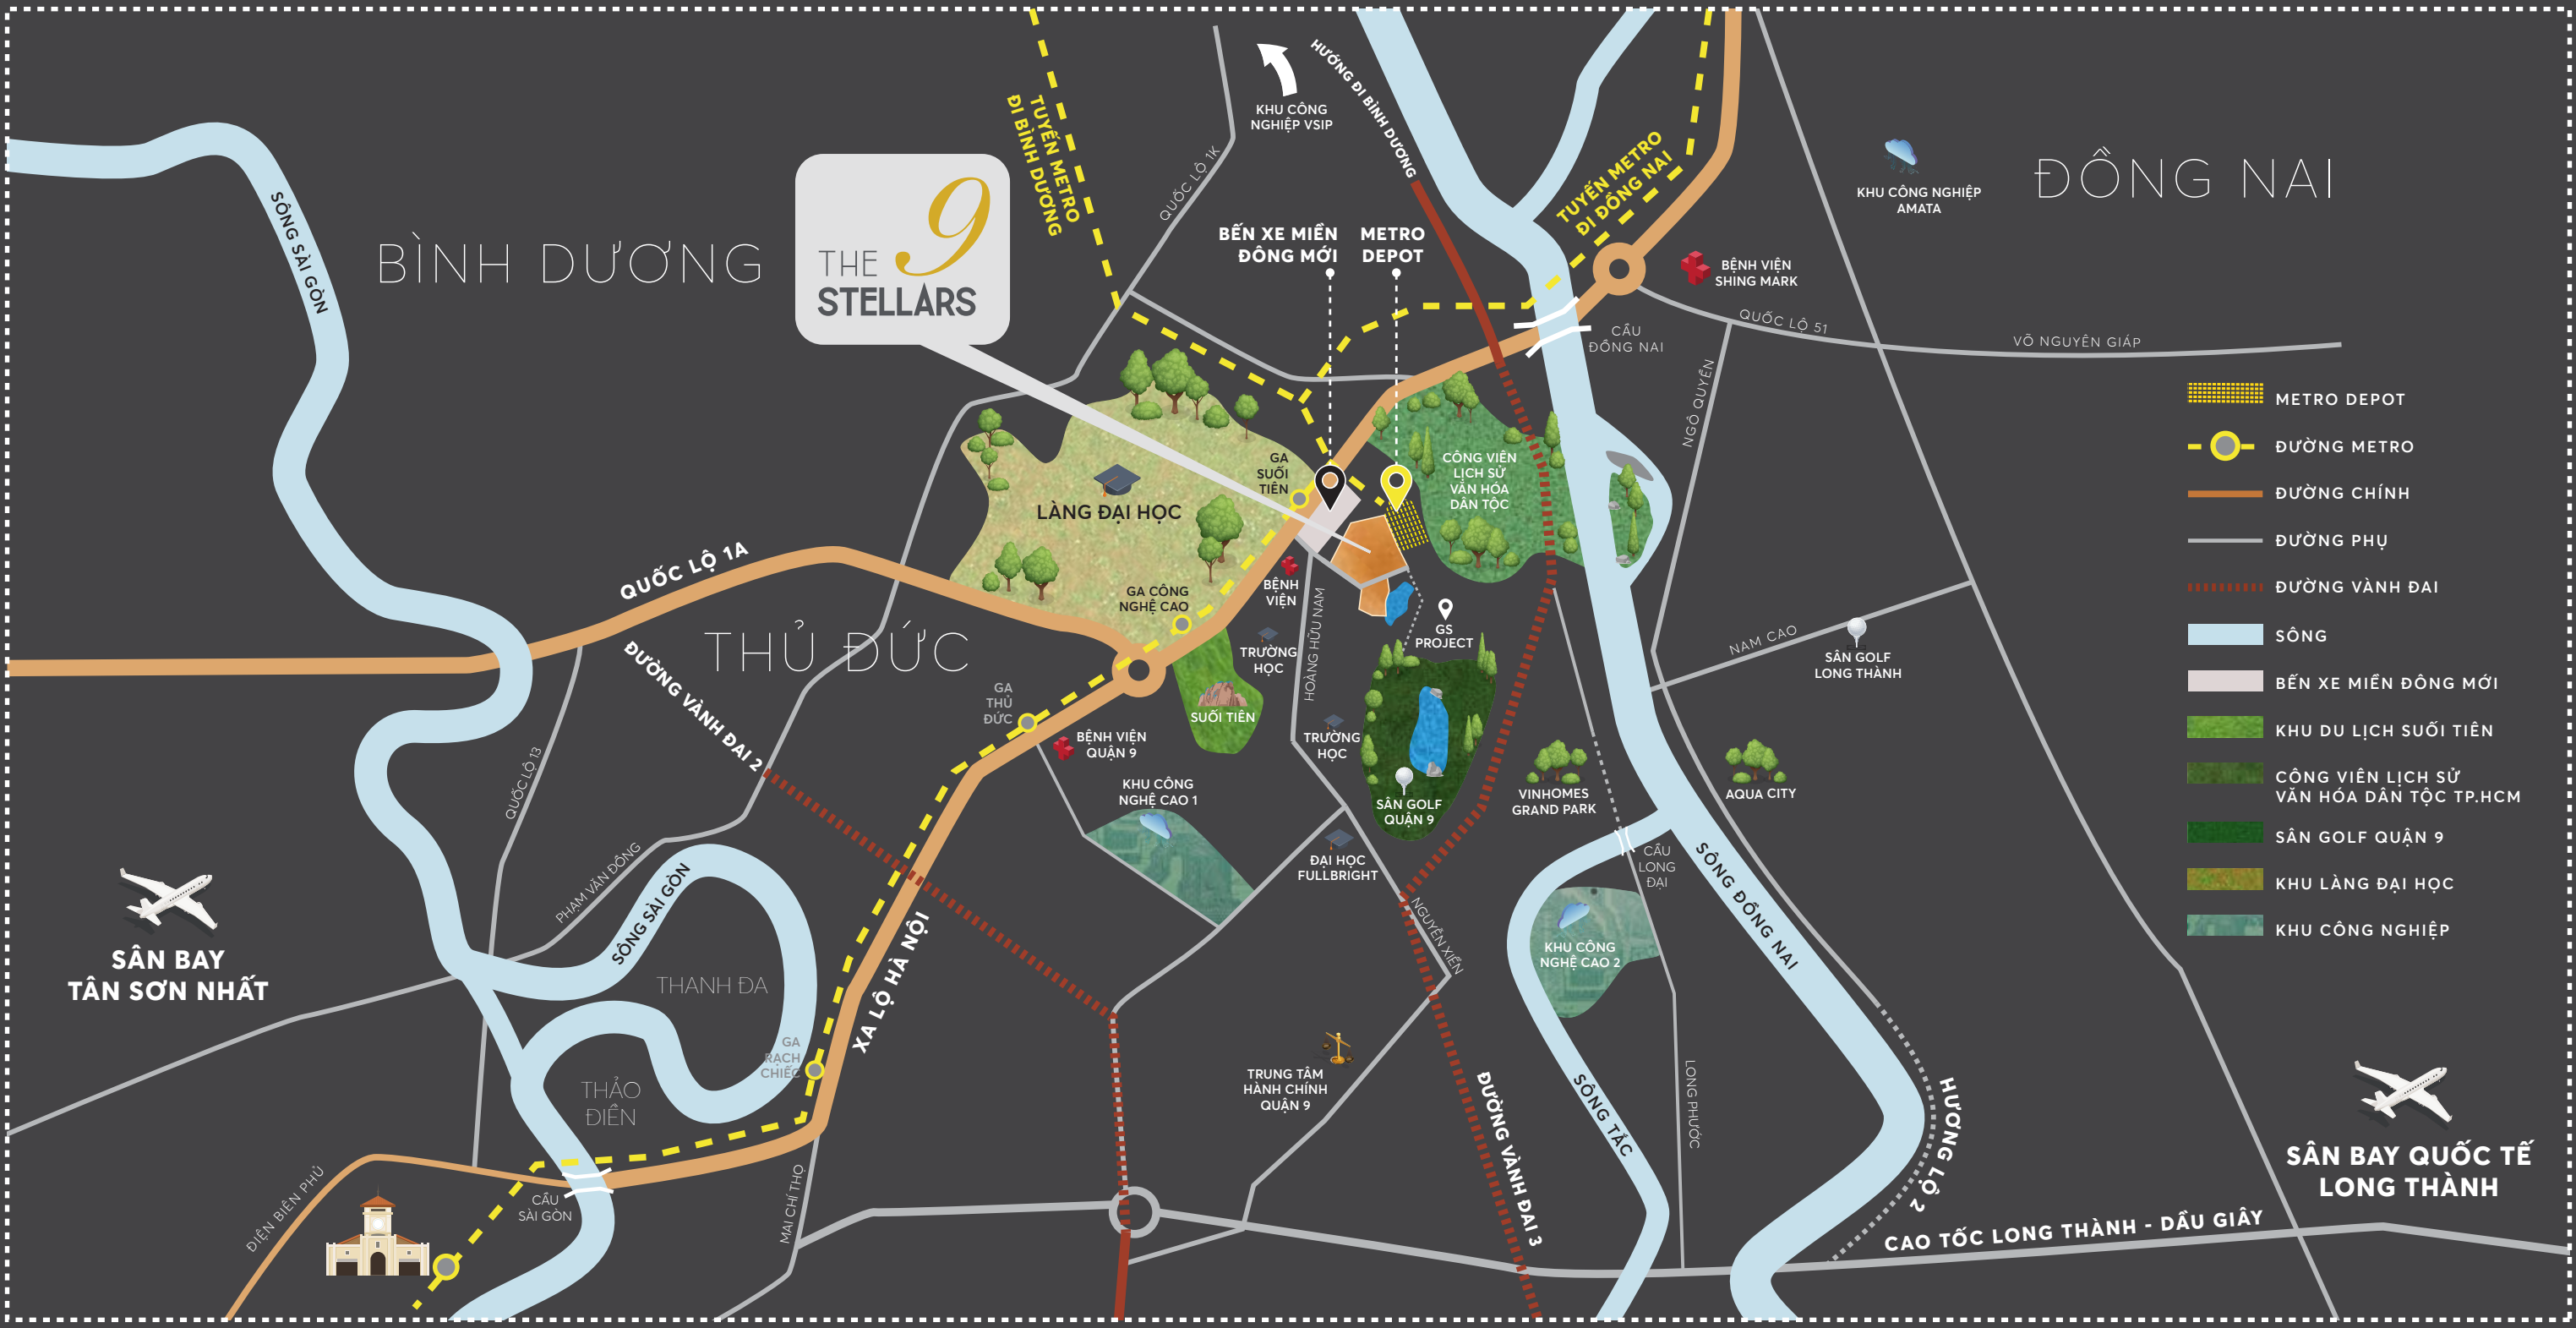 BÌNH DƯƠNG
ĐỒNG NAI
THỦ ĐỨC
THE 9
STELLARS
SÔNG SÀI GÒN
TUYẾN METRO
ĐI BÌNH DƯƠNG
QUỐC LỘ 1K
KHU CÔNG
NGHIỆP VSIP
HƯỚNG ĐI BÌNH DƯƠNG
BẾN XE MIỀN
ĐÔNG MỚI
METRO
DEPOT
TUYẾN METRO
ĐI ĐỒNG NAI
KHU CÔNG NGHIỆP
AMATA
BỆNH VIỆN
SHING MARK
CẦU
ĐỒNG NAI
QUỐC LỘ 51
VÕ NGUYÊN GIÁP
NGÔ QUYỀN
GA
SUỐI
TIÊN
LÀNG ĐẠI HỌC
CÔNG VIÊN
LỊCH SỬ
VĂN HÓA
DÂN TỘC
QUỐC LỘ 1A
GA CÔNG
NGHỆ CAO
BỆNH
VIỆN
HOÀNG HỮU NAM
TRƯỜNG
HỌC
GS
PROJECT
NAM CAO
SÂN GOLF
LONG THÀNH
ĐƯỜNG VÀNH ĐAI 2
GA
THỦ
ĐỨC
SUỐI TIÊN
BỆNH VIỆN
QUẬN 9
TRƯỜNG
HỌC
QUỐC LỘ 13
KHU CÔNG
NGHỆ CAO 1
SÂN GOLF
QUẬN 9
VINHOMES
GRAND PARK
AQUA CITY
ĐẠI HỌC
FULLBRIGHT
CẦU
LONG
ĐẠI
SÔNG ĐỒNG NAI
PHẠM VĂN ĐỒNG
SÔNG SÀI GÒN
NGUYỄN XIỂN
XA LỘ HÀ NỘI
KHU CÔNG
NGHỆ CAO 2
SÂN BAY
TÂN SƠN NHẤT
THANH ĐA
GA
RẠCH
CHIẾC
THẢO
ĐIỀN
TRUNG TÂM
HÀNH CHÍNH
QUẬN 9
ĐƯỜNG VÀNH ĐAI 3
SÔNG TẮC
LONG PHƯỚC
HƯƠNG LỘ 2
SÂN BAY QUỐC TẾ
LONG THÀNH
CAO TỐC LONG THÀNH - DẦU GIÂY
ĐIỆN BIÊN PHỦ
CẦU
SÀI GÒN
MAI CHÍ THỌ
METRO DEPOT
ĐƯỜNG METRO
ĐƯỜNG CHÍNH
ĐƯỜNG PHỤ
ĐƯỜNG VÀNH ĐAI
SÔNG
BẾN XE MIỀN ĐÔNG MỚI
KHU DU LỊCH SUỐI TIÊN
CÔNG VIÊN LỊCH SỬ
VĂN HÓA DÂN TỘC TP.HCM
SÂN GOLF QUẬN 9
KHU LÀNG ĐẠI HỌC
KHU CÔNG NGHIỆP